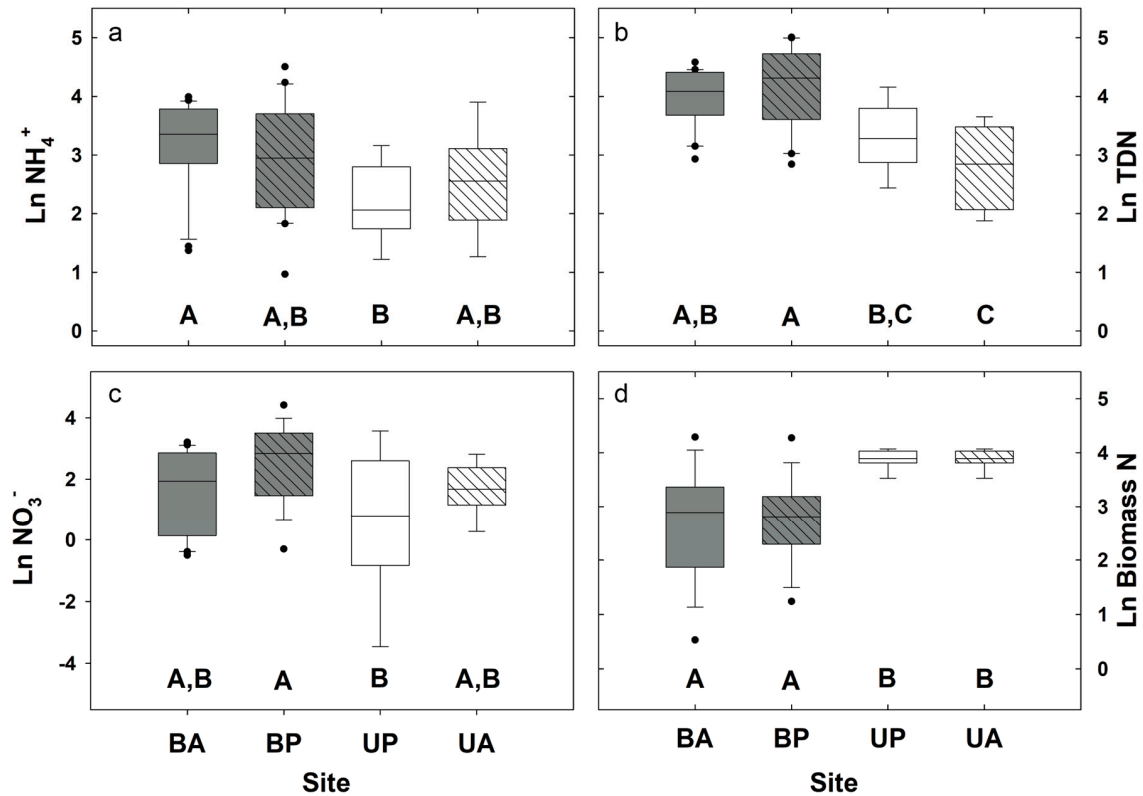 a
Ln NH₄⁺
5
4
3
2
1
0
A
A,B
B
A,B
b
Ln TDN
5
4
3
2
1
0
A,B
A
B,C
C
c
Ln NO₃⁻
4
2
0
-2
-4
A,B
A
B
A,B
BA
BP
UP
UA
Site
d
Ln Biomass N
5
4
3
2
1
0
A
A
B
B
BA
BP
UP
UA
Site